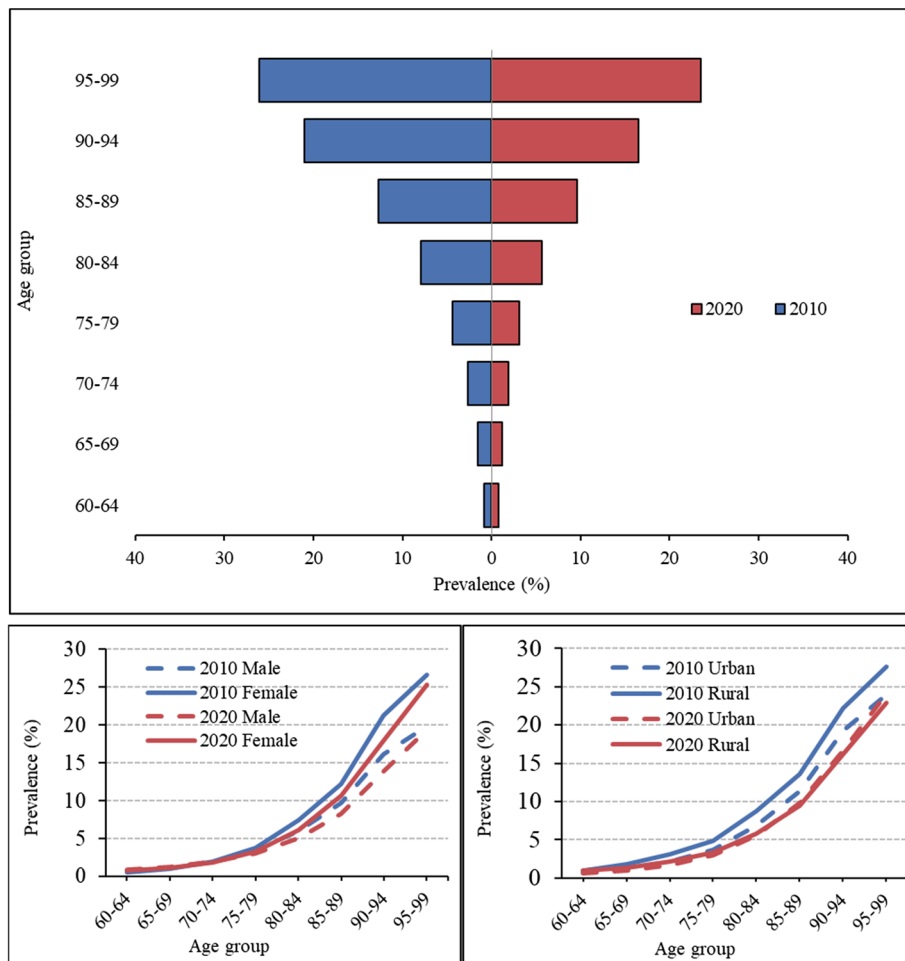 95-99
90-94
85-89
80-84
75-79
70-74
65-69
60-64
Age group
2020 2010
40 30 20 10 0 10 20 30 40
Prevalence (%)
30
25
20
15
10
5
0
Prevalence (%)
2010 Male
2010 Female
2020 Male
2020 Female
60-64 65-69 70-74 75-79 80-84 85-89 90-94 95-99
Age group
30
25
20
15
10
5
0
Prevalence (%)
2010 Urban
2010 Rural
2020 Urban
2020 Rural
60-64 65-69 70-74 75-79 80-84 85-89 90-94 95-99
Age group